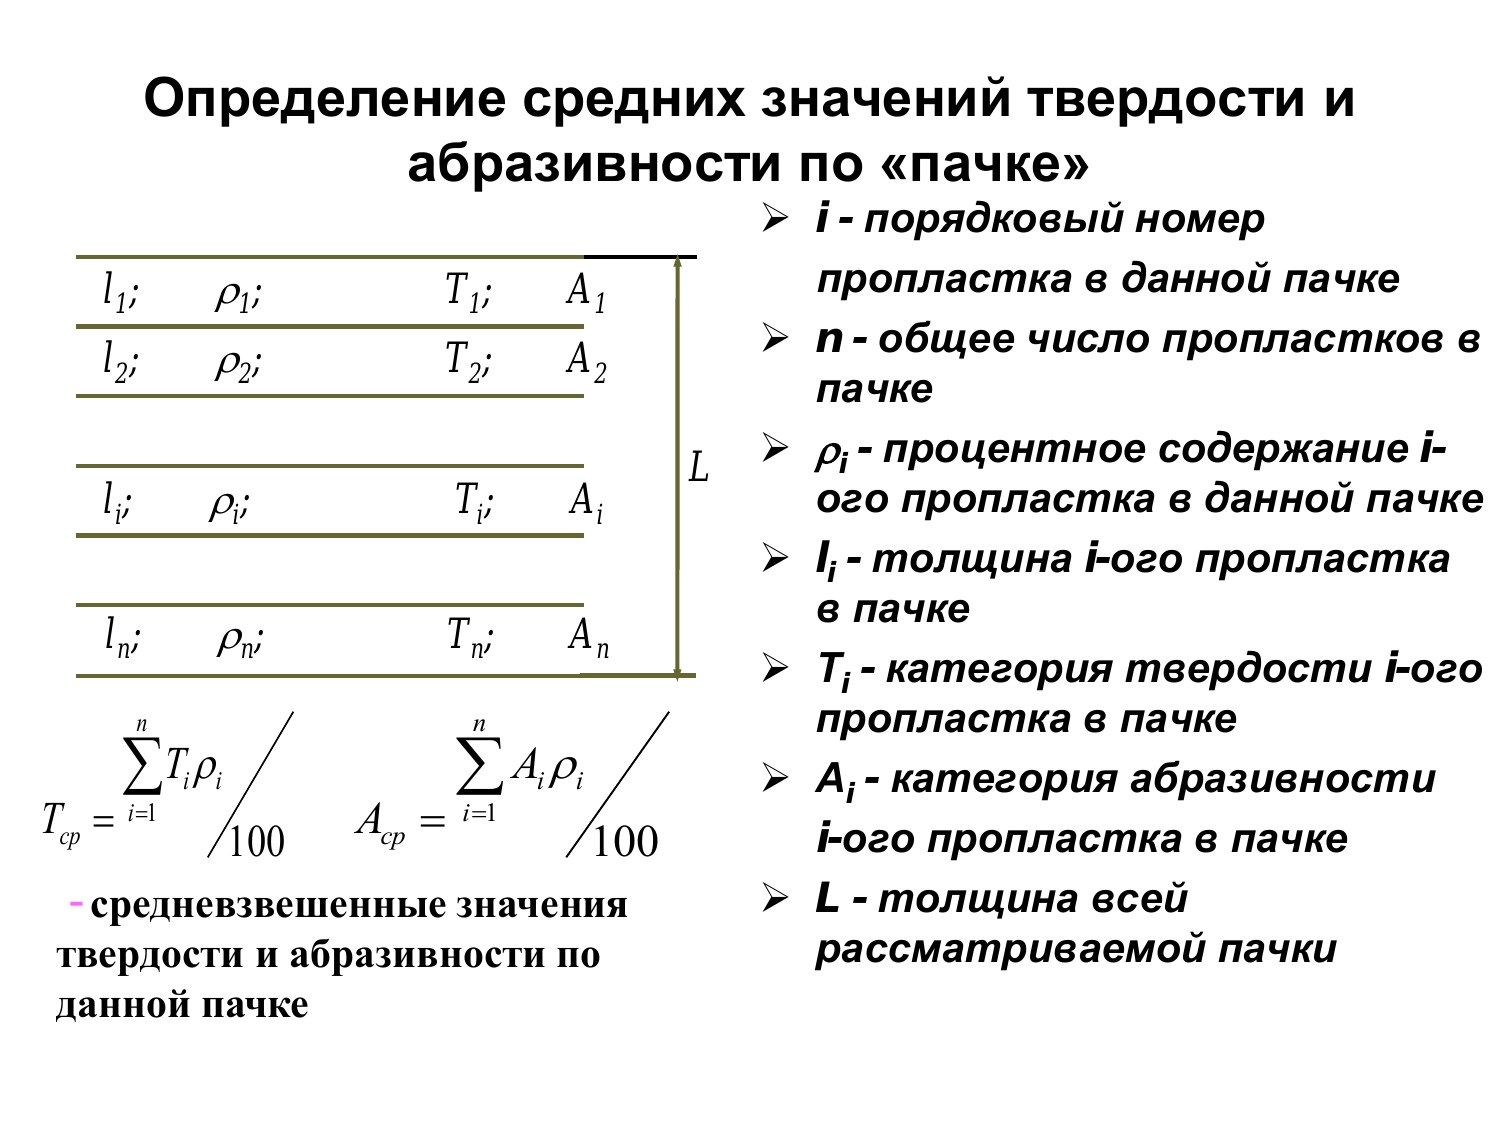 Определение средних значений твердости и
абразивности по «пачке»
l1; ρ1; T1; A1
l2; ρ2; T2; A2
li; ρi; Ti; Ai
ln; ρn; Tn; An
L
n
∑Tiρi
i=1
Tср = /100
n
∑Aiρi
i=1
Aср = /100
- средневзвешенные значения
твердости и абразивности по
данной пачке
➢ i - порядковый номер
пропластка в данной пачке
➢ n - общее число пропластков в
пачке
➢ ρi - процентное содержание i-
ого пропластка в данной пачке
➢ li - толщина i-ого пропластка
в пачке
➢ Ti - категория твердости i-ого
пропластка в пачке
➢ Ai - категория абразивности
i-ого пропластка в пачке
➢ L - толщина всей
рассматриваемой пачки